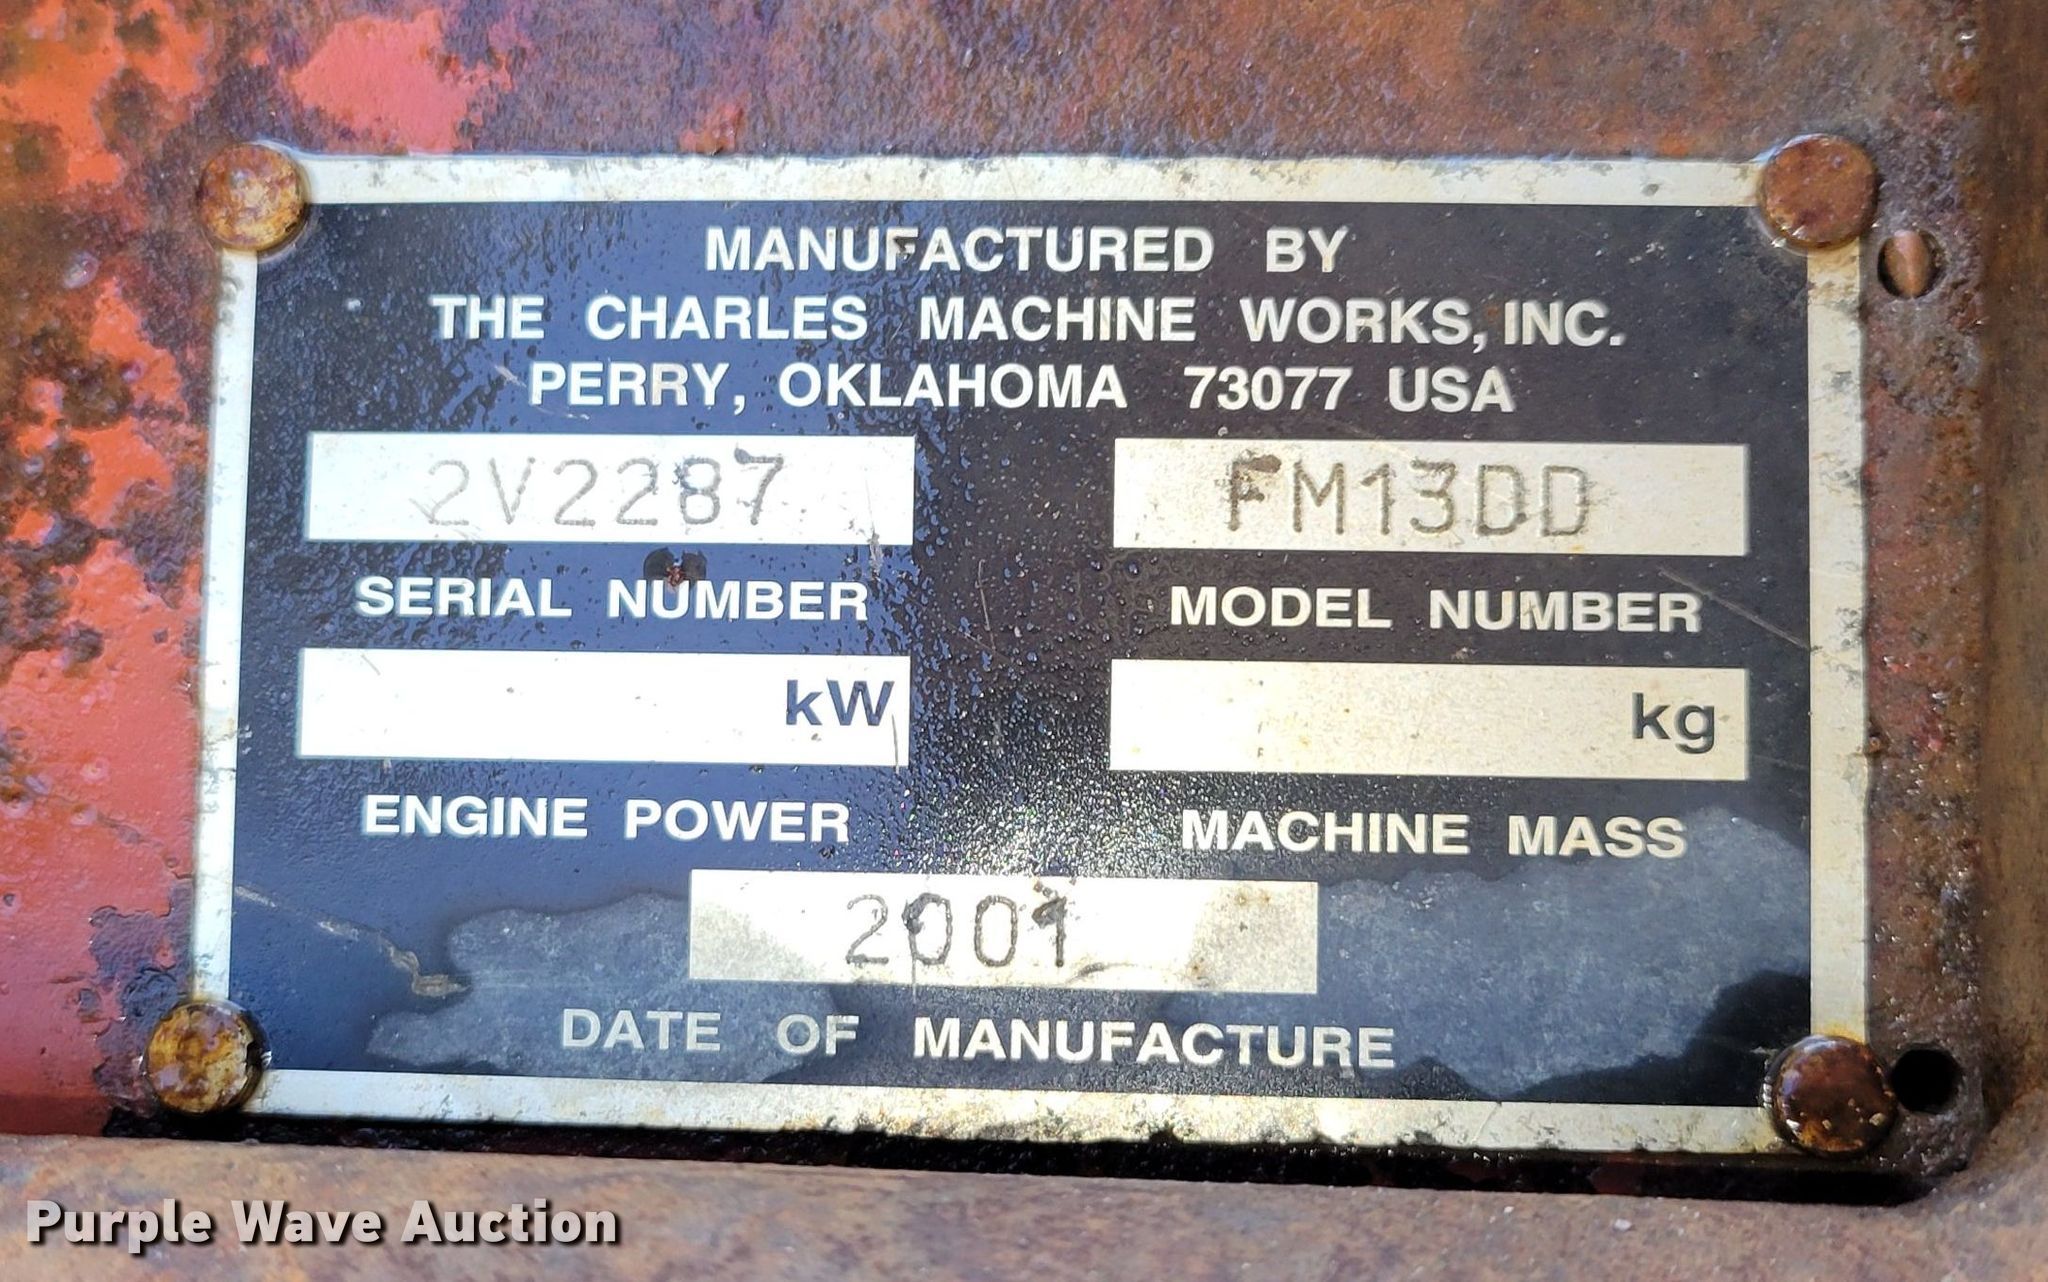 MANUFACTURED BY
THE CHARLES MACHINE WORKS, INC.
PERRY, OKLAHOMA 73077 USA
2V2287 FM13DD
SERIAL NUMBER MODEL NUMBER
kW kg
ENGINE POWER MACHINE MASS
2001
DATE OF MANUFACTURE
Purple Wave Auction